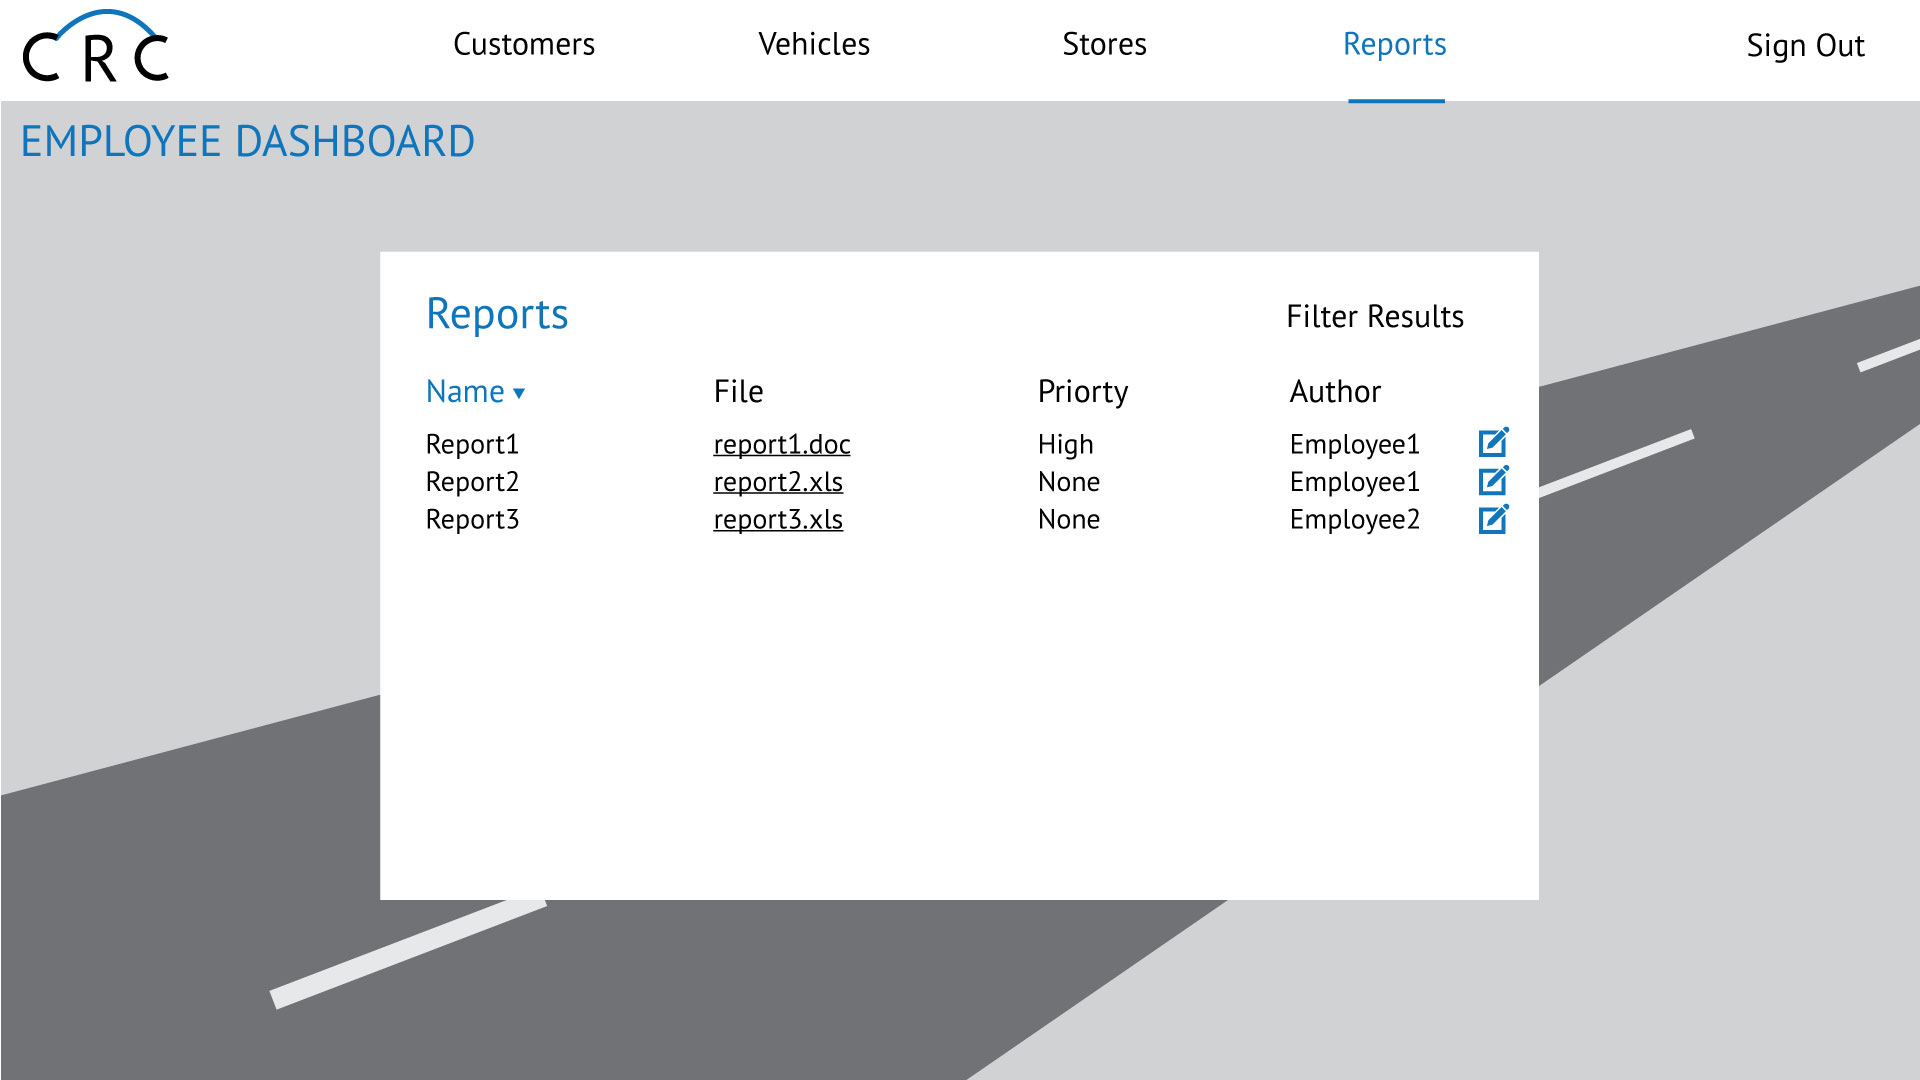 CRC Customers Vehicles Stores Reports Sign Out
EMPLOYEE DASHBOARD
Reports Filter Results
Name File Priorty Author
Report1 report1.doc High Employee1
Report2 report2.xls None Employee1
Report3 report3.xls None Employee2